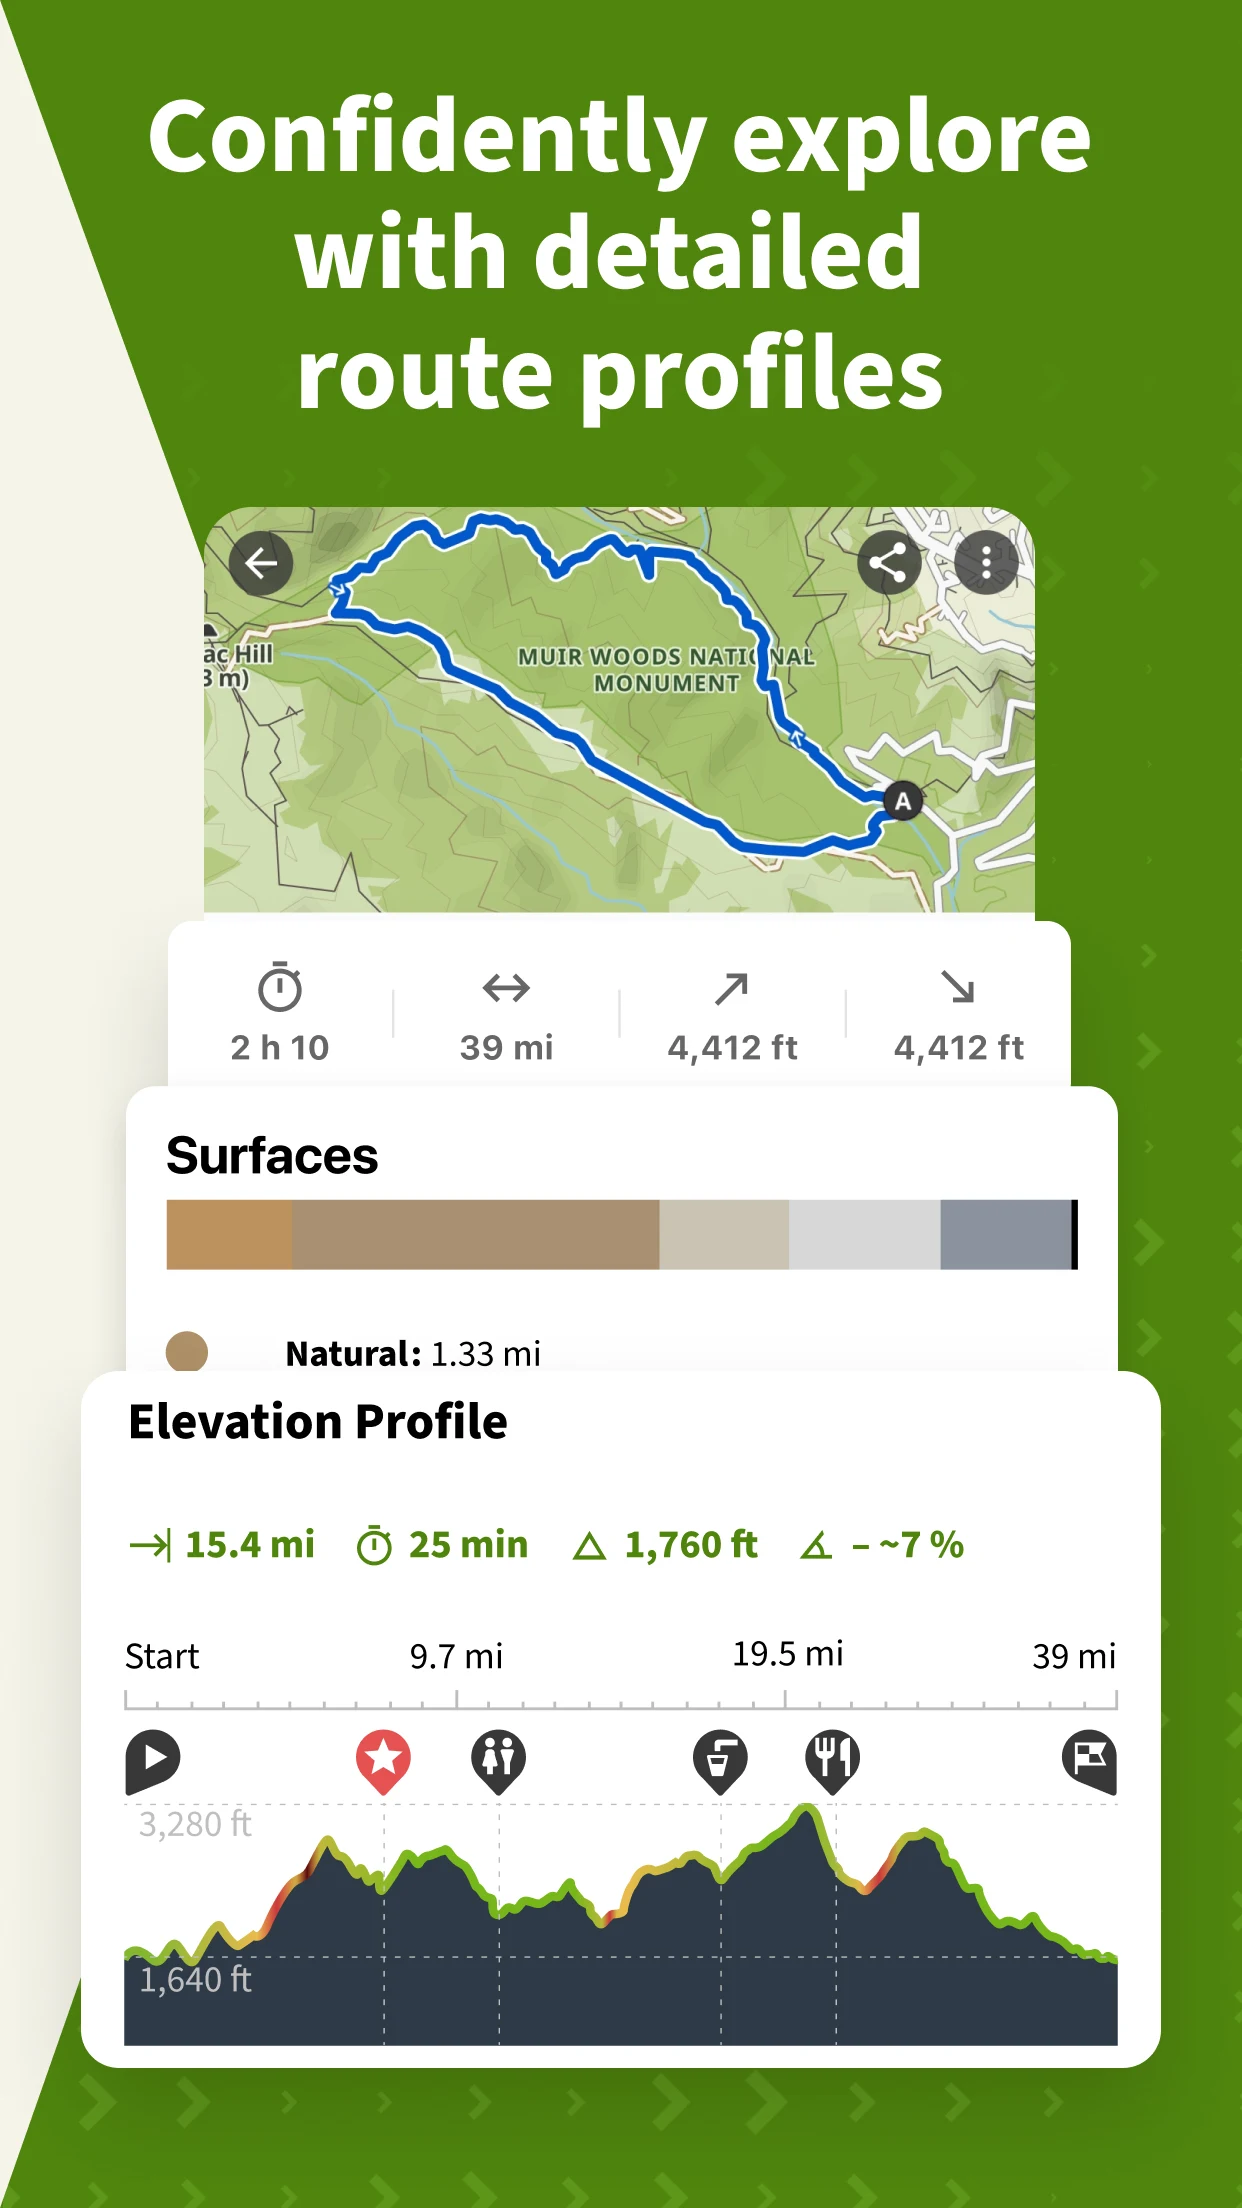 Confidently explore
with detailed
route profiles
MUIR WOODS NATIONAL
MONUMENT
ac Hill
3 m)
A
2 h 10
39 mi
4,412 ft
4,412 ft
Surfaces
Natural: 1.33 mi
Elevation Profile
15.4 mi
25 min
1,760 ft
– ~7 %
Start
9.7 mi
19.5 mi
39 mi
3,280 ft
1,640 ft